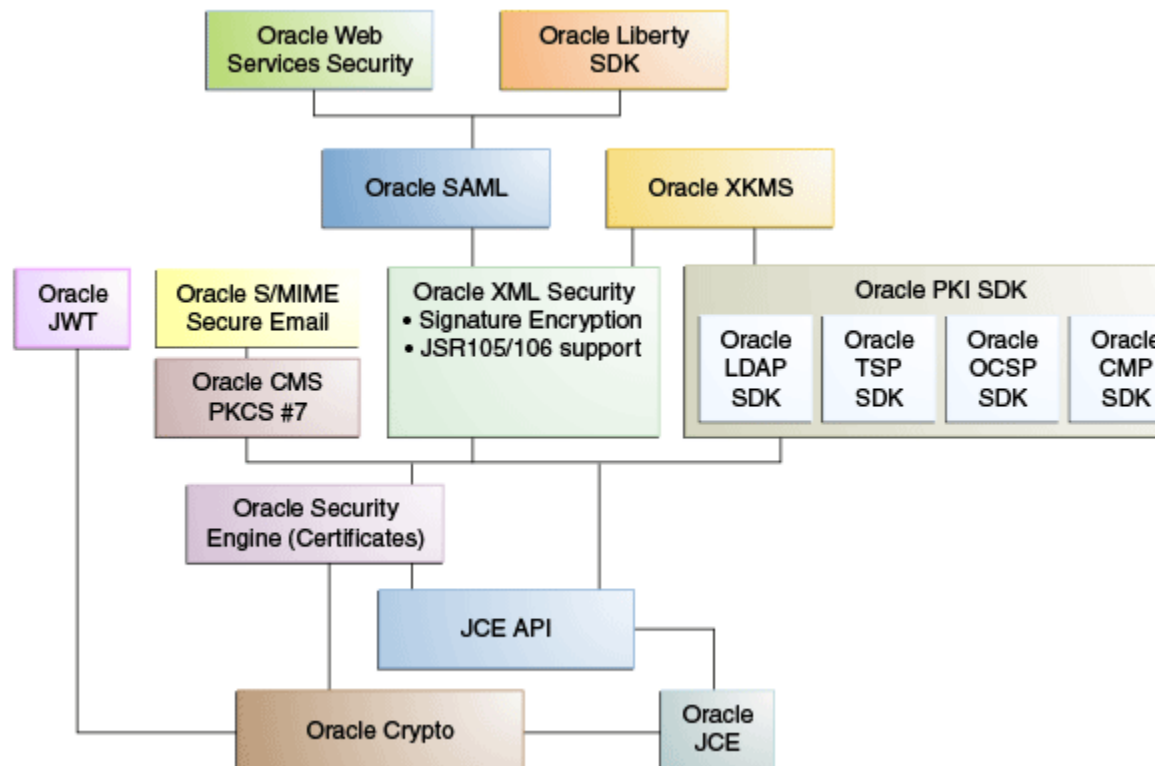 Oracle Web
Services Security
Oracle Liberty
SDK
Oracle SAML
Oracle XKMS
Oracle
JWT
Oracle S/MIME
Secure Email
Oracle CMS
PKCS #7
Oracle XML Security
• Signature Encryption
• JSR105/106 support
Oracle PKI SDK
Oracle
LDAP
SDK
Oracle
TSP
SDK
Oracle
OCSP
SDK
Oracle
CMP
SDK
Oracle Security
Engine (Certificates)
JCE API
Oracle Crypto
Oracle
JCE